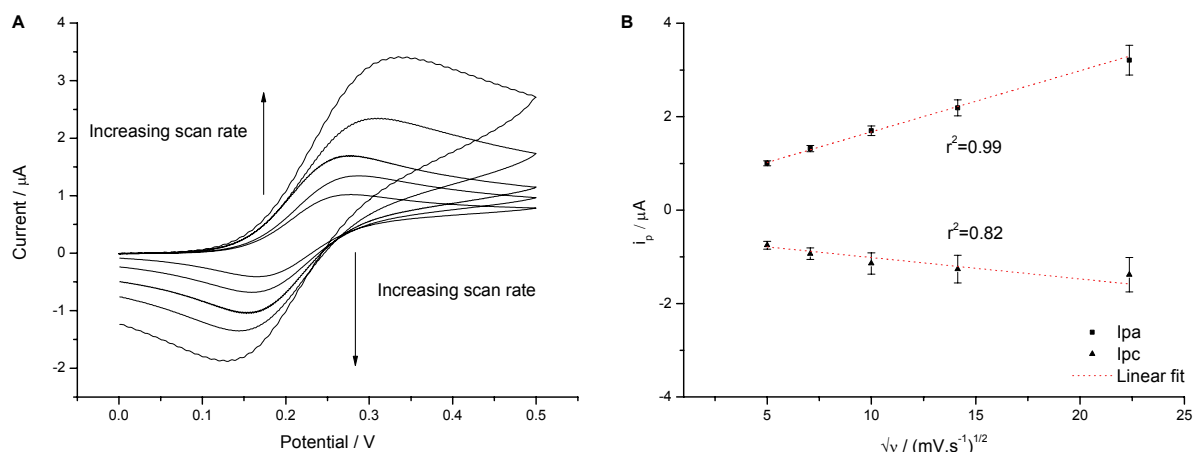 A
4
3
2
1
0
-1
-2
Current / μA
Increasing scan rate
Increasing scan rate
0.0 0.1 0.2 0.3 0.4 0.5
Potential / V
B
4
2
0
-2
-4
i_p / μA
r²=0.99
r²=0.82
Ipa
Ipc
Linear fit
5 10 15 20 25
√ν / (mV.s⁻¹)^1/2